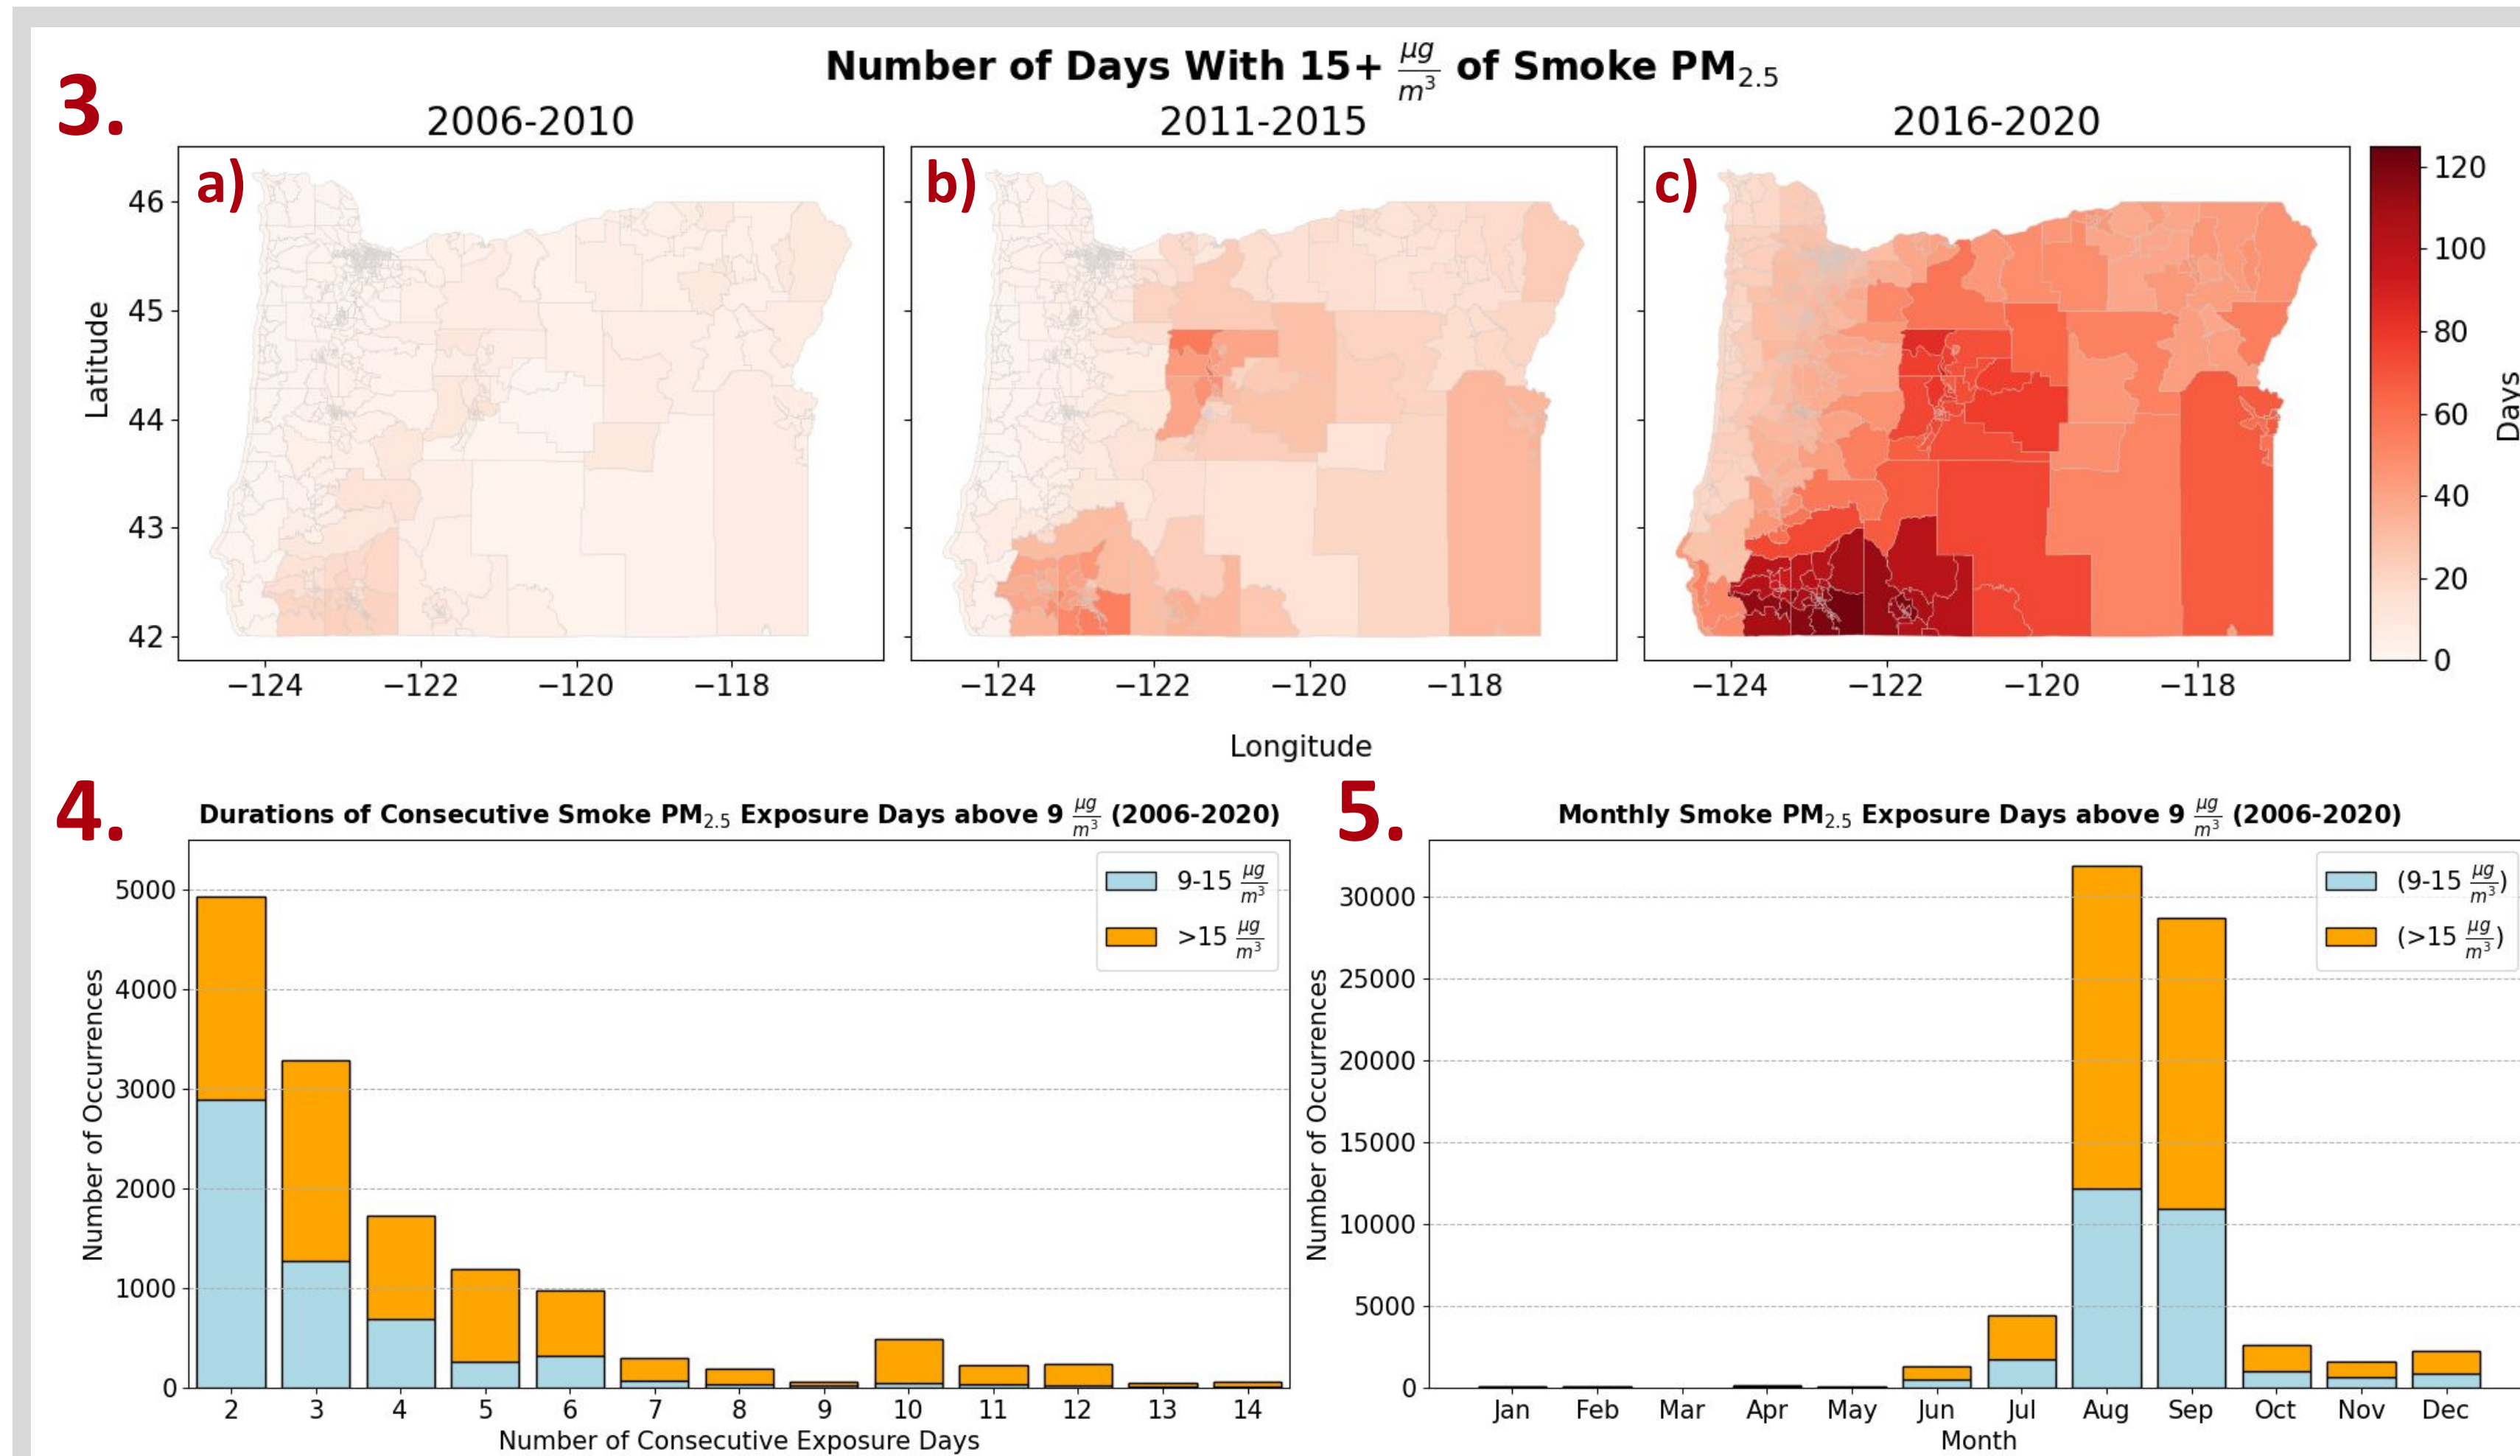 3.
Number of Days With 15+ μg/m³ of Smoke PM₂.₅
2006-2010
2011-2015
2016-2020
a)
b)
c)
Latitude
46
45
44
43
42
−124 −122 −120 −118
−124 −122 −120 −118
−124 −122 −120 −118
Longitude
120
100
80
60
40
20
0
Days
4.
Durations of Consecutive Smoke PM₂.₅ Exposure Days above 9 μg/m³ (2006-2020)
9-15 μg/m³
>15 μg/m³
Number of Occurrences
5000
4000
3000
2000
1000
0
2 3 4 5 6 7 8 9 10 11 12 13 14
Number of Consecutive Exposure Days
5.
Monthly Smoke PM₂.₅ Exposure Days above 9 μg/m³ (2006-2020)
(9-15 μg/m³)
(>15 μg/m³)
Number of Occurrences
30000
25000
20000
15000
10000
5000
0
Jan Feb Mar Apr May Jun Jul Aug Sep Oct Nov Dec
Month